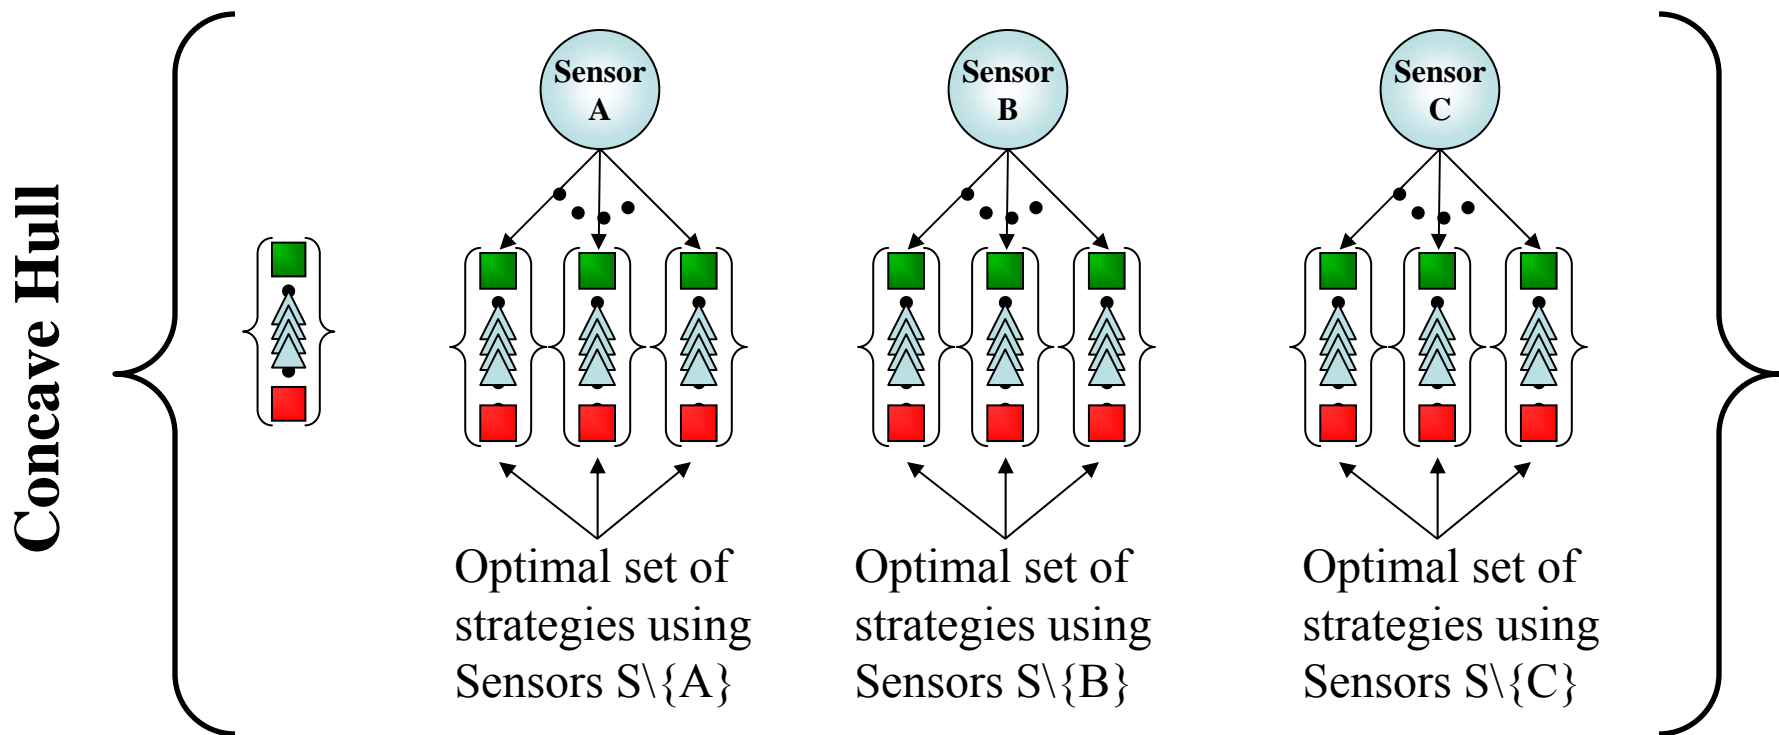 Concave Hull
Sensor
A
Sensor
B
Sensor
C
Optimal set of
strategies using
Sensors S\{A}
Optimal set of
strategies using
Sensors S\{B}
Optimal set of
strategies using
Sensors S\{C}